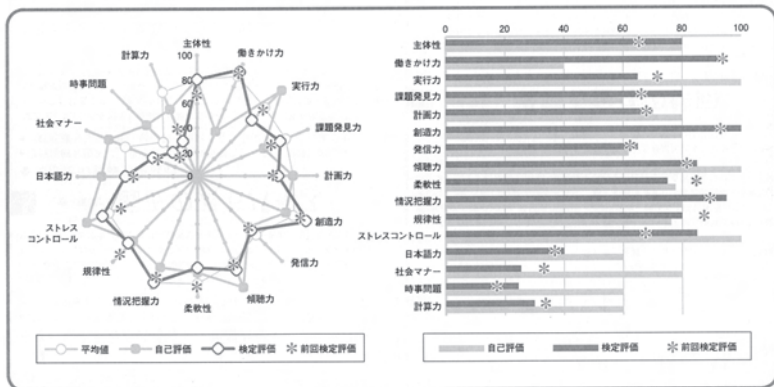 主体性
働きかけ力
実行力
課題発見力
計画力
創造力
発信力
傾聴力
柔軟性
情況把握力
規律性
ストレス
コントロール
日本語力
社会マナー
時事問題
計算力
100
80
60
40
20
0
平均値 自己評価 検定評価 前回検定評価
0 20 40 60 80 100
主体性
働きかけ力
実行力
課題発見力
計画力
創造力
発信力
傾聴力
柔軟性
情況把握力
規律性
ストレスコントロール
日本語力
社会マナー
時事問題
計算力
自己評価 検定評価 前回検定評価